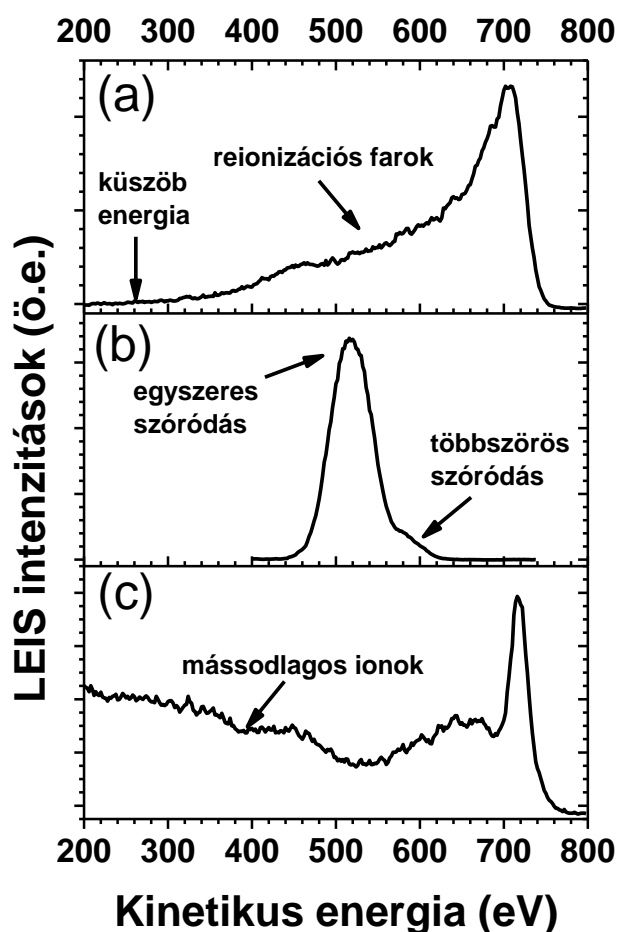 200 300 400 500 600 700 800
(a)
reionizációs farok
küszöb
energia
(b)
egyszeres
szóródás
többszörös
szóródás
(c)
mássodlagos ionok
LEIS intenzitások (ö.e.)
200 300 400 500 600 700 800
Kinetikus energia (eV)